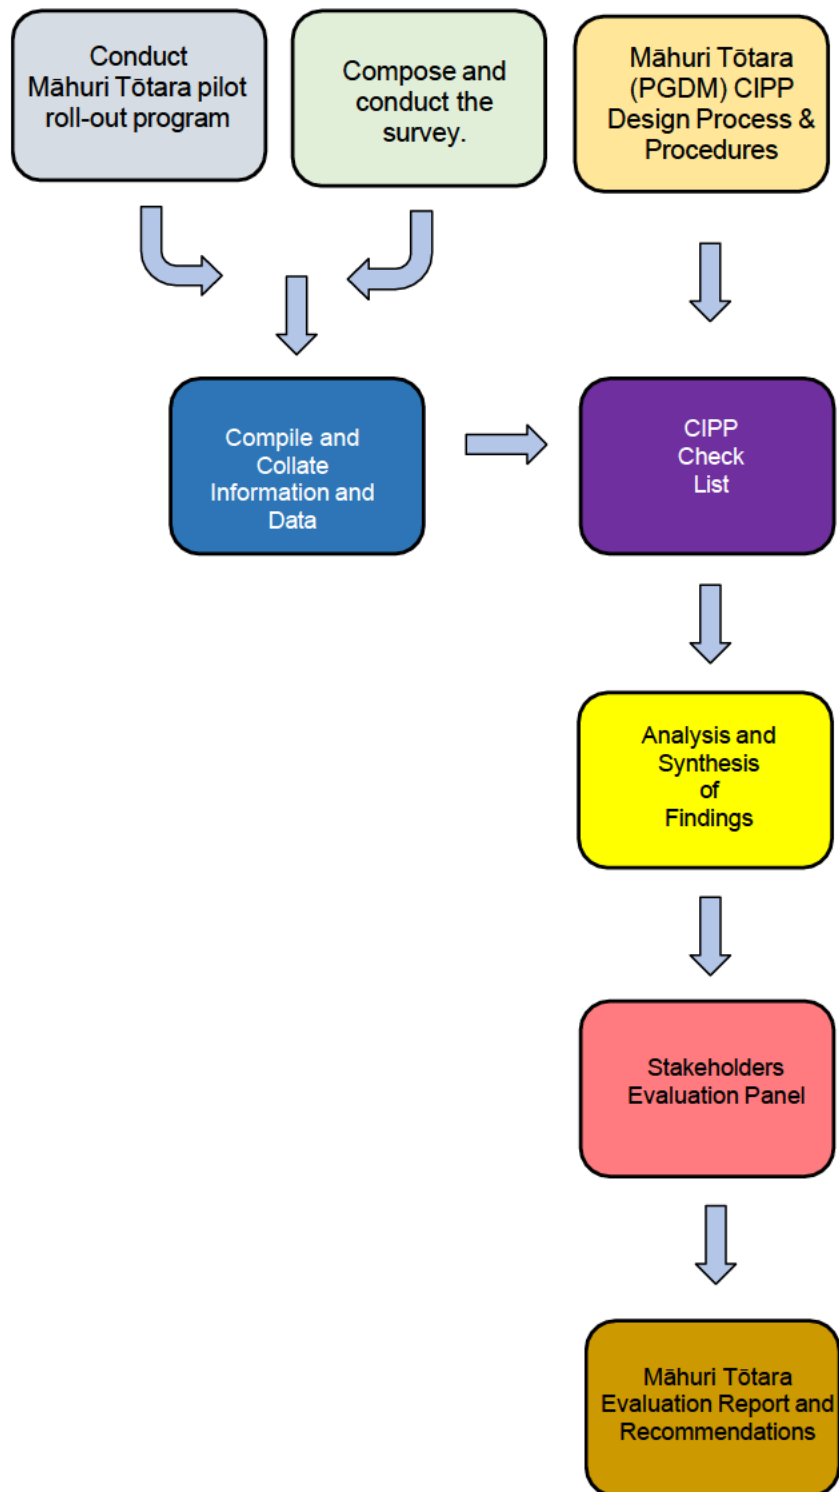 Conduct
Māhuri Tōtara pilot
roll-out program
Compose and
conduct the
survey.
Māhuri Tōtara
(PGDM) CIPP
Design Process &
Procedures
Compile and
Collate
Information and
Data
CIPP
Check
List
Analysis and
Synthesis
of
Findings
Stakeholders
Evaluation Panel
Māhuri Tōtara
Evaluation Report and
Recommendations